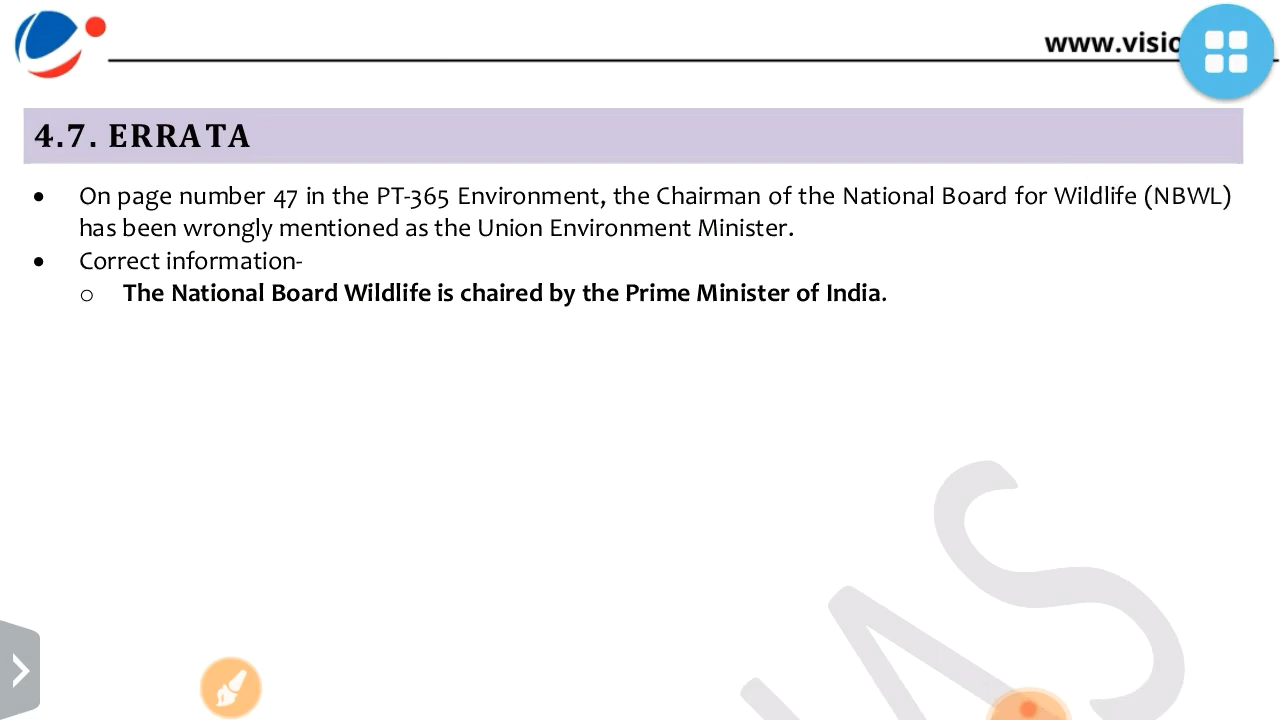 www.visio
4.7. ERRATA
• On page number 47 in the PT-365 Environment, the Chairman of the National Board for Wildlife (NBWL)
has been wrongly mentioned as the Union Environment Minister.
• Correct information-
o The National Board Wildlife is chaired by the Prime Minister of India.